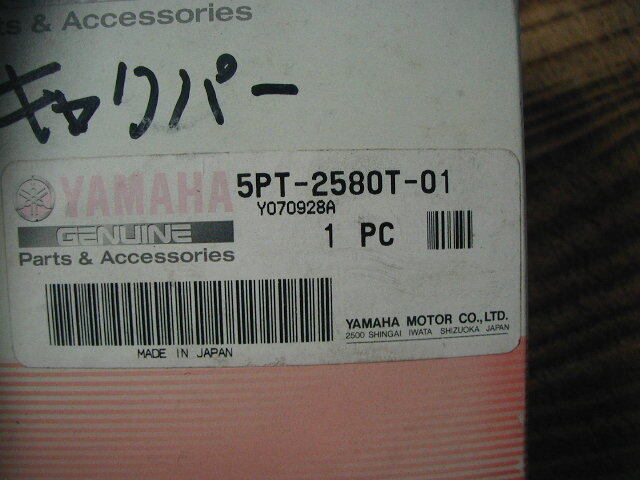 ts & Accessories
キャリパー
YAMAHA
5PT-2580T-01
Y070928A
GENUINE
1 PC
Parts & Accessories
YAMAHA MOTOR CO.,LTD.
2500 SHINGAI IWATA SHIZUOKA JAPAN
MADE IN JAPAN